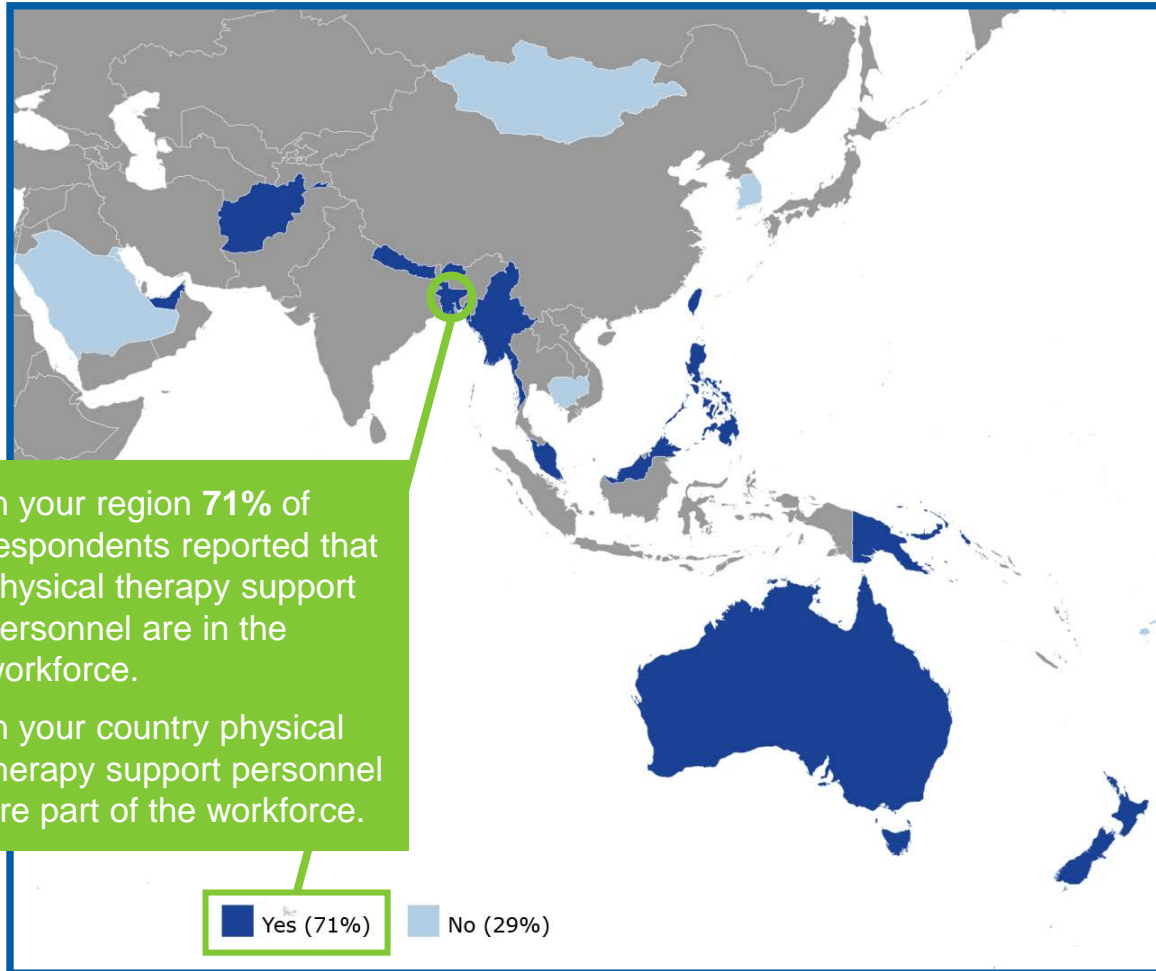 n your region 71% of
espondents reported that
hysical therapy support
ersonnel are in the
vorkforce.
n your country physical
herapy support personnel
re part of the workforce.
Yes (71%)
No (29%)